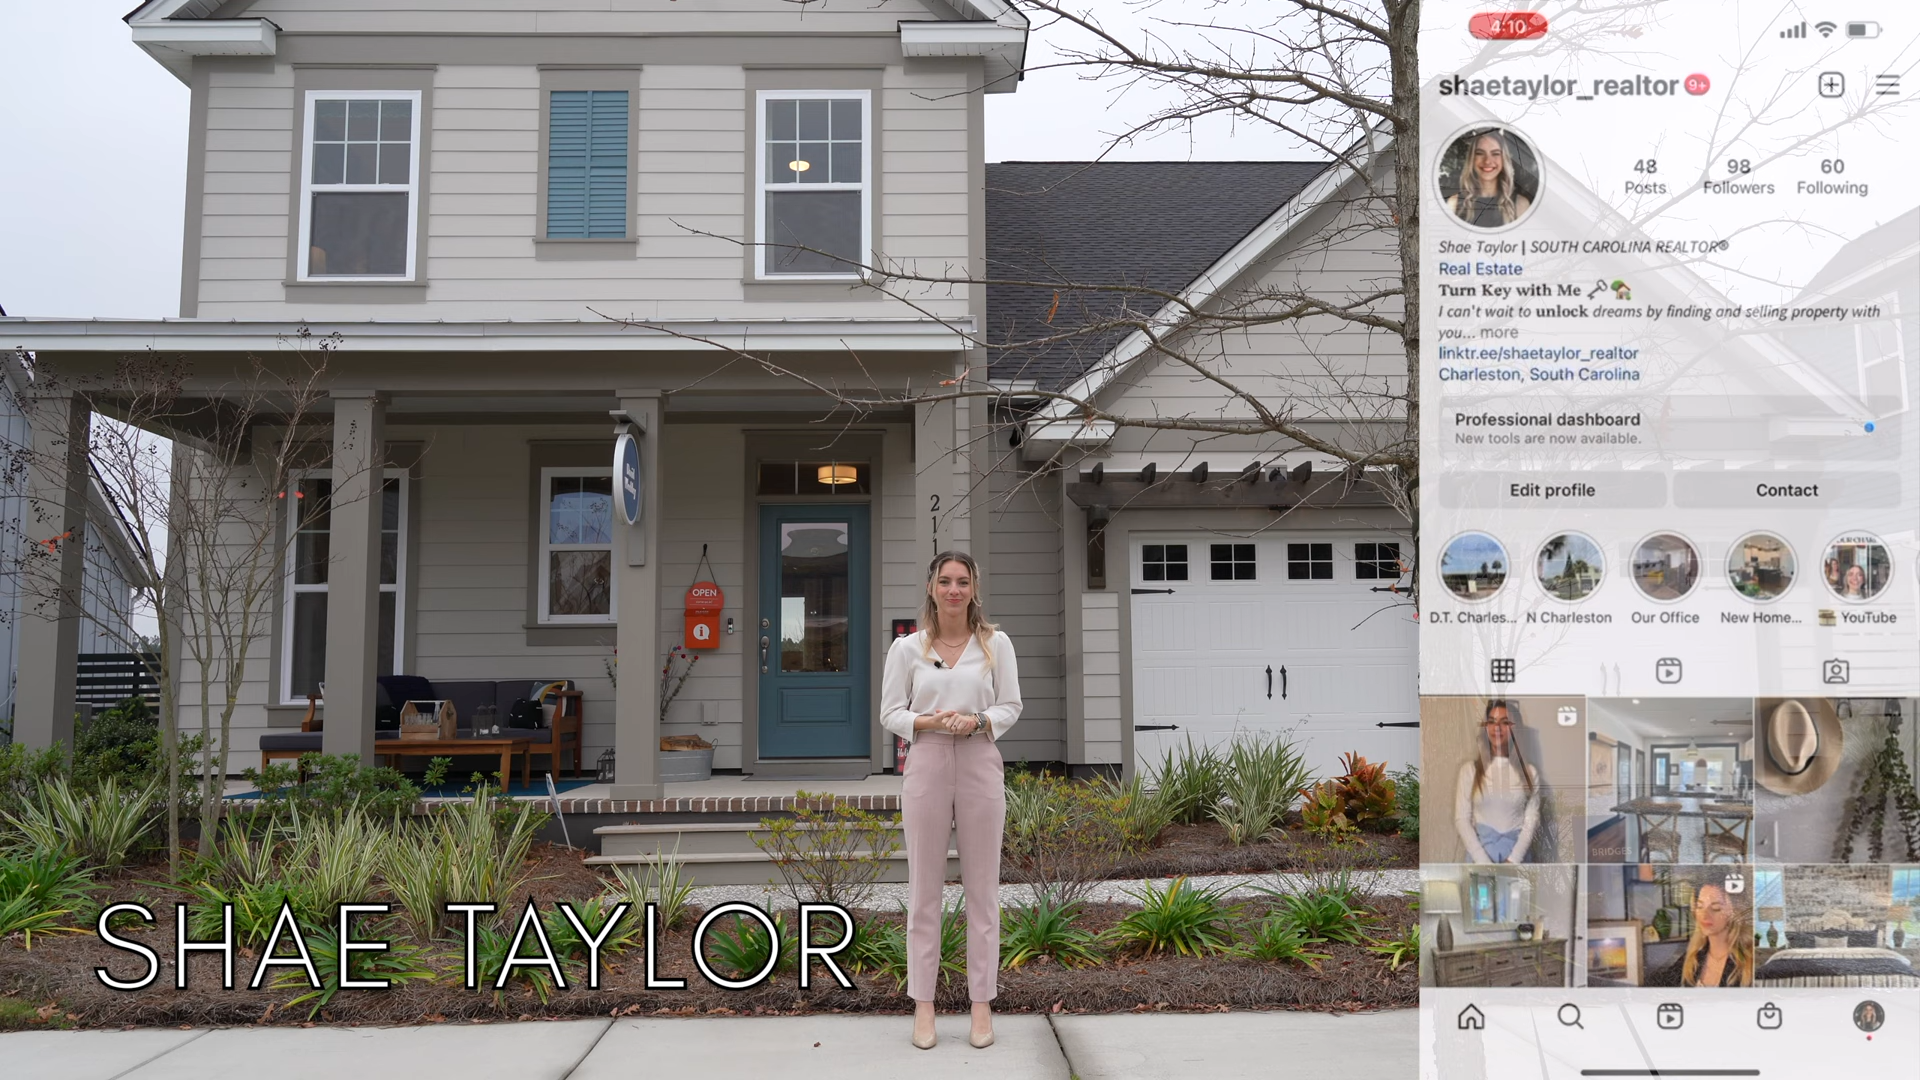 OPEN
211
SHAE TAYLOR
4:10
shaetaylor_realtor 9+
48 98 60
Posts Followers Following
Shae Taylor | SOUTH CAROLINA REALTOR®
Real Estate
Turn Key with Me
I can't wait to unlock dreams by finding and selling property with
you... more
linktr.ee/shaetaylor_realtor
Charleston, South Carolina
Professional dashboard
New tools are now available.
Edit profile Contact
D.T. Charles... N Charleston Our Office New Home... YouTube
BRIDGES